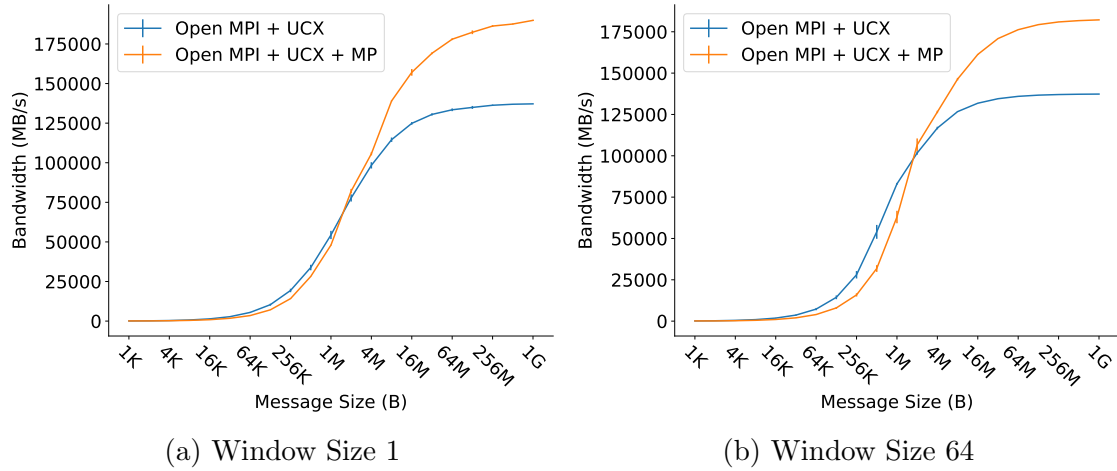 Open MPI + UCX
Open MPI + UCX + MP
175000
150000
125000
100000
75000
50000
25000
0
Bandwidth (MB/s)
1K 4K 16K 64K 256K 1M 4M 16M 64M 256M 1G
Message Size (B)
(a) Window Size 1
Open MPI + UCX
Open MPI + UCX + MP
175000
150000
125000
100000
75000
50000
25000
0
Bandwidth (MB/s)
1K 4K 16K 64K 256K 1M 4M 16M 64M 256M 1G
Message Size (B)
(b) Window Size 64